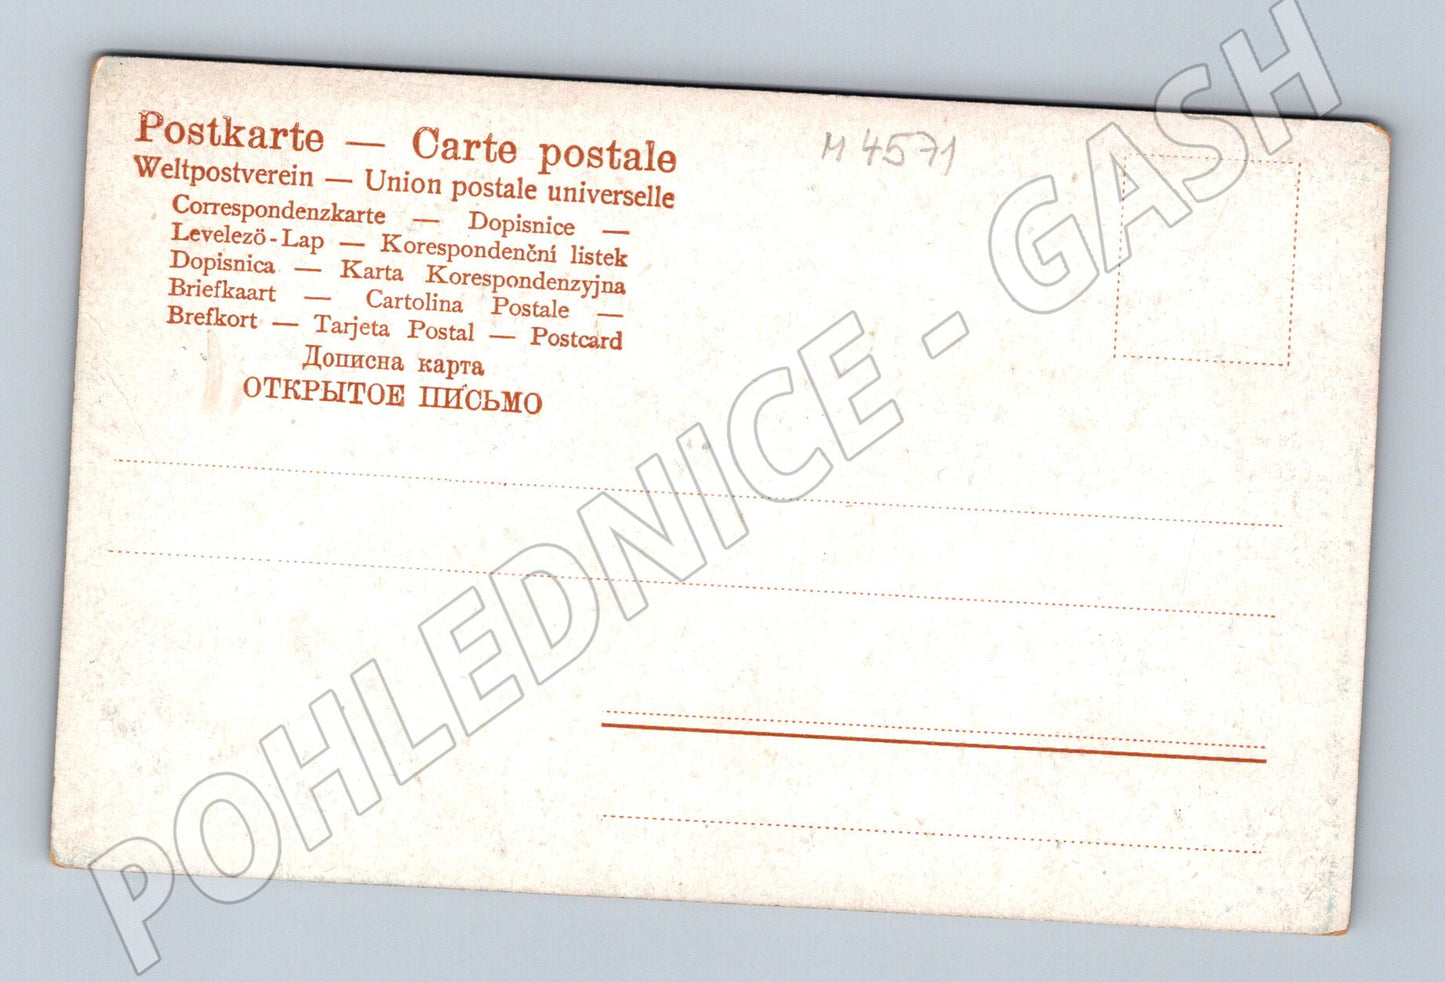 Postkarte — Carte postale
Weltpostverein — Union postale universelle
Correspondenzkarte — Dopisnice —
Levelezö-Lap — Korespondenční listek
Dopisnica — Karta Korespondenzyjna
Briefkaart — Cartolina Postale —
Brefkort — Tarjeta Postal — Postcard
Дописна карта
ОТКРЫТОЕ ПИСЬМО
M 4571
POHLEDNICE - GASH